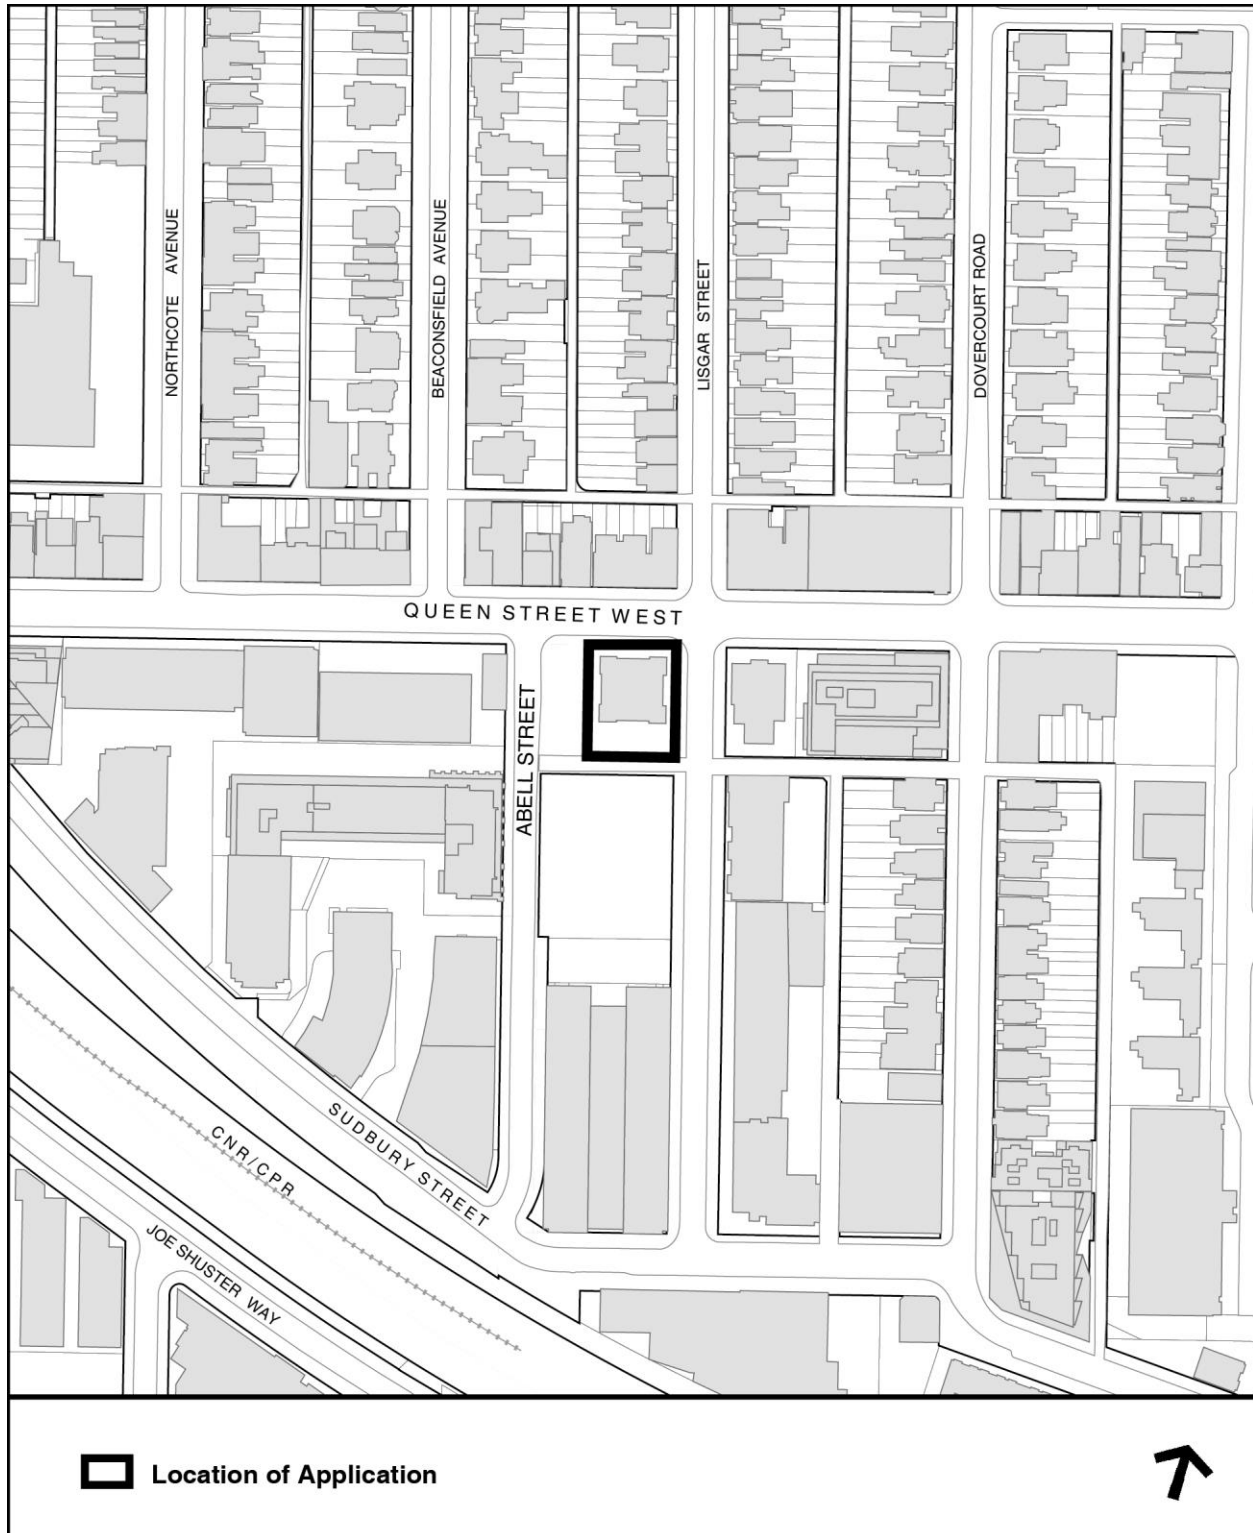 NORTHCOTE AVENUE
BEACONSFIELD AVENUE
LISGAR STREET
DOVERCOURT ROAD
QUEEN STREET WEST
ABELL STREET
SUDBURY STREET
CNR/CPR
JOE SHUSTER WAY
Location of Application